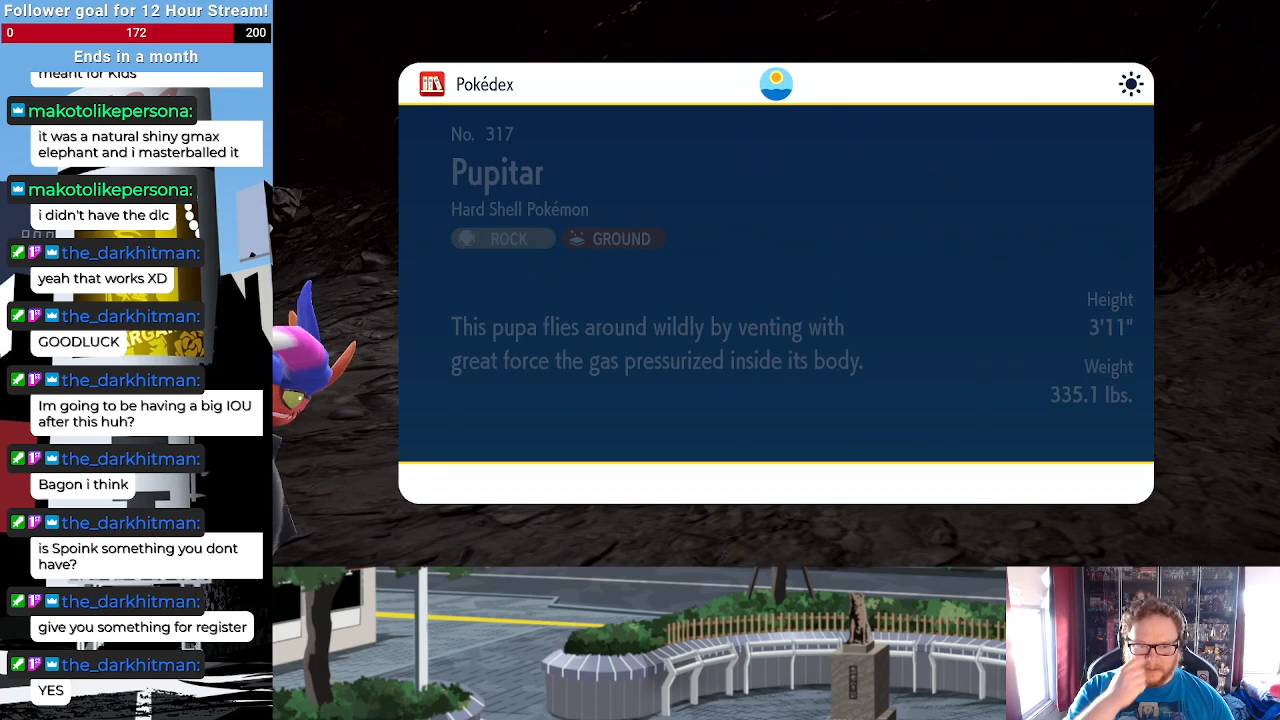 Follower goal for 12 Hour Stream!
0 172 200
Ends in a month
meant for Kids
makotolikepersona:
it was a natural shiny gmax
elephant and i masterballed it
makotolikepersona:
i didn't have the dlc
the_darkhitman:
yeah that works XD
the_darkhitman:
GOODLUCK
the_darkhitman:
Im going to be having a big IOU
after this huh?
the_darkhitman:
Bagon i think
the_darkhitman:
is Spoink something you dont
have?
the_darkhitman:
give you something for register
the_darkhitman:
YES
Pokédex
No. 317
Pupitar
Hard Shell Pokémon
ROCK GROUND
This pupa flies around wildly by venting with
great force the gas pressurized inside its body.
Height
3'11"
Weight
335.1 lbs.